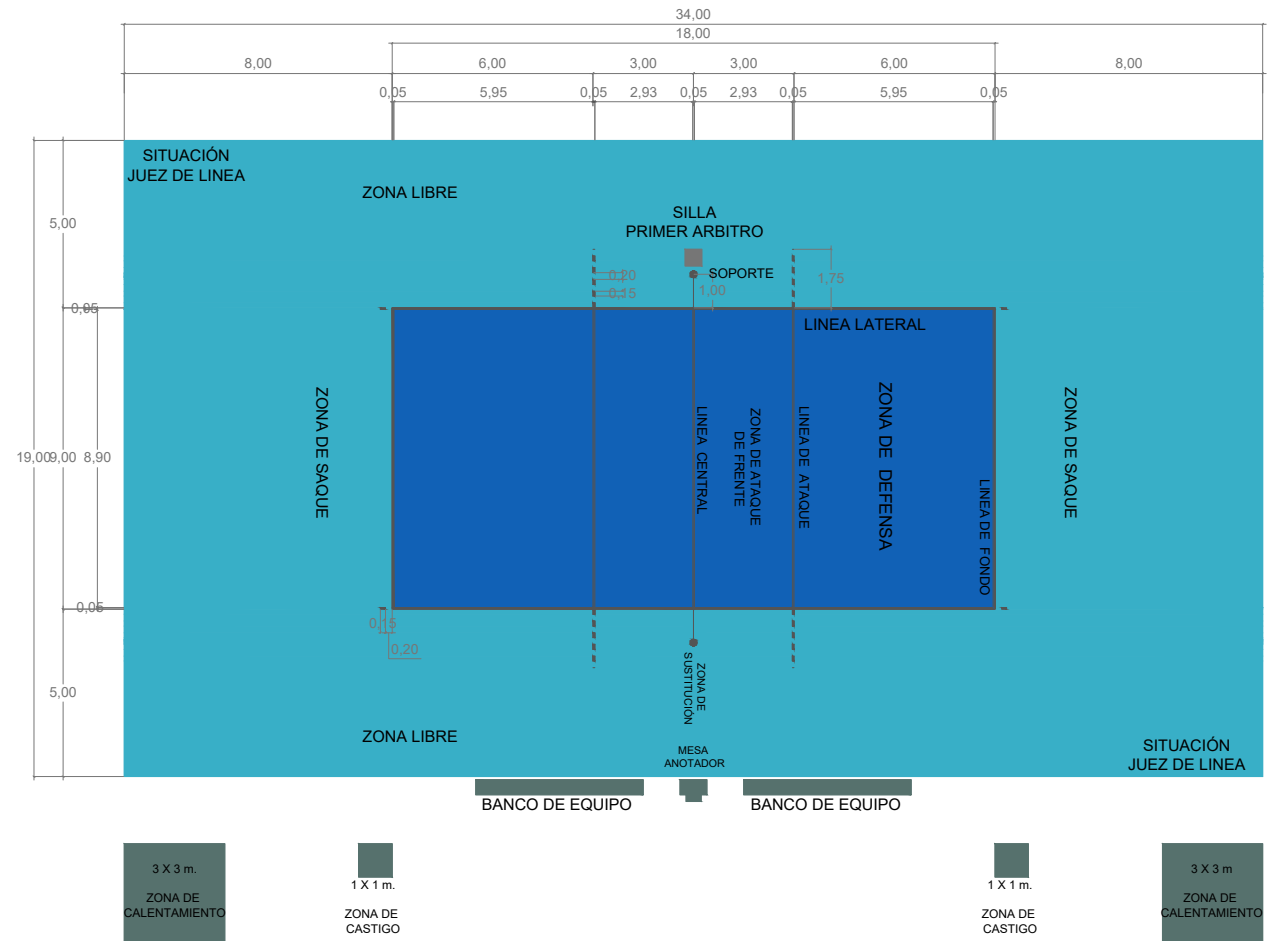 34,00
18,00
8,00 6,00 3,00 3,00 6,00 8,00
0,05 5,95 0,05 2,93 0,05 2,93 0,05 5,95 0,05
SITUACIÓN
JUEZ DE LINEA
ZONA LIBRE
5,00
SILLA
PRIMER ARBITRO
SOPORTE
0,20
0,15
1,00
1,75
0,05
LINEA LATERAL
ZONA DE SAQUE
LINEA CENTRAL
ZONA DE ATAQUE
DE FRENTE
LINEA DE ATAQUE
ZONA DE DEFENSA
LINEA DE FONDO
ZONA DE SAQUE
19,00 9,00 8,90
0,05
0,15
0,20
5,00
ZONA DE
SUSTITUCIÓN
ZONA LIBRE
MESA
ANOTADOR
SITUACIÓN
JUEZ DE LINEA
BANCO DE EQUIPO
BANCO DE EQUIPO
3 X 3 m.
ZONA DE
CALENTAMIENTO
1 X 1 m.
ZONA DE
CASTIGO
1 X 1 m.
ZONA DE
CASTIGO
3 X 3 m
ZONA DE
CALENTAMIENTO